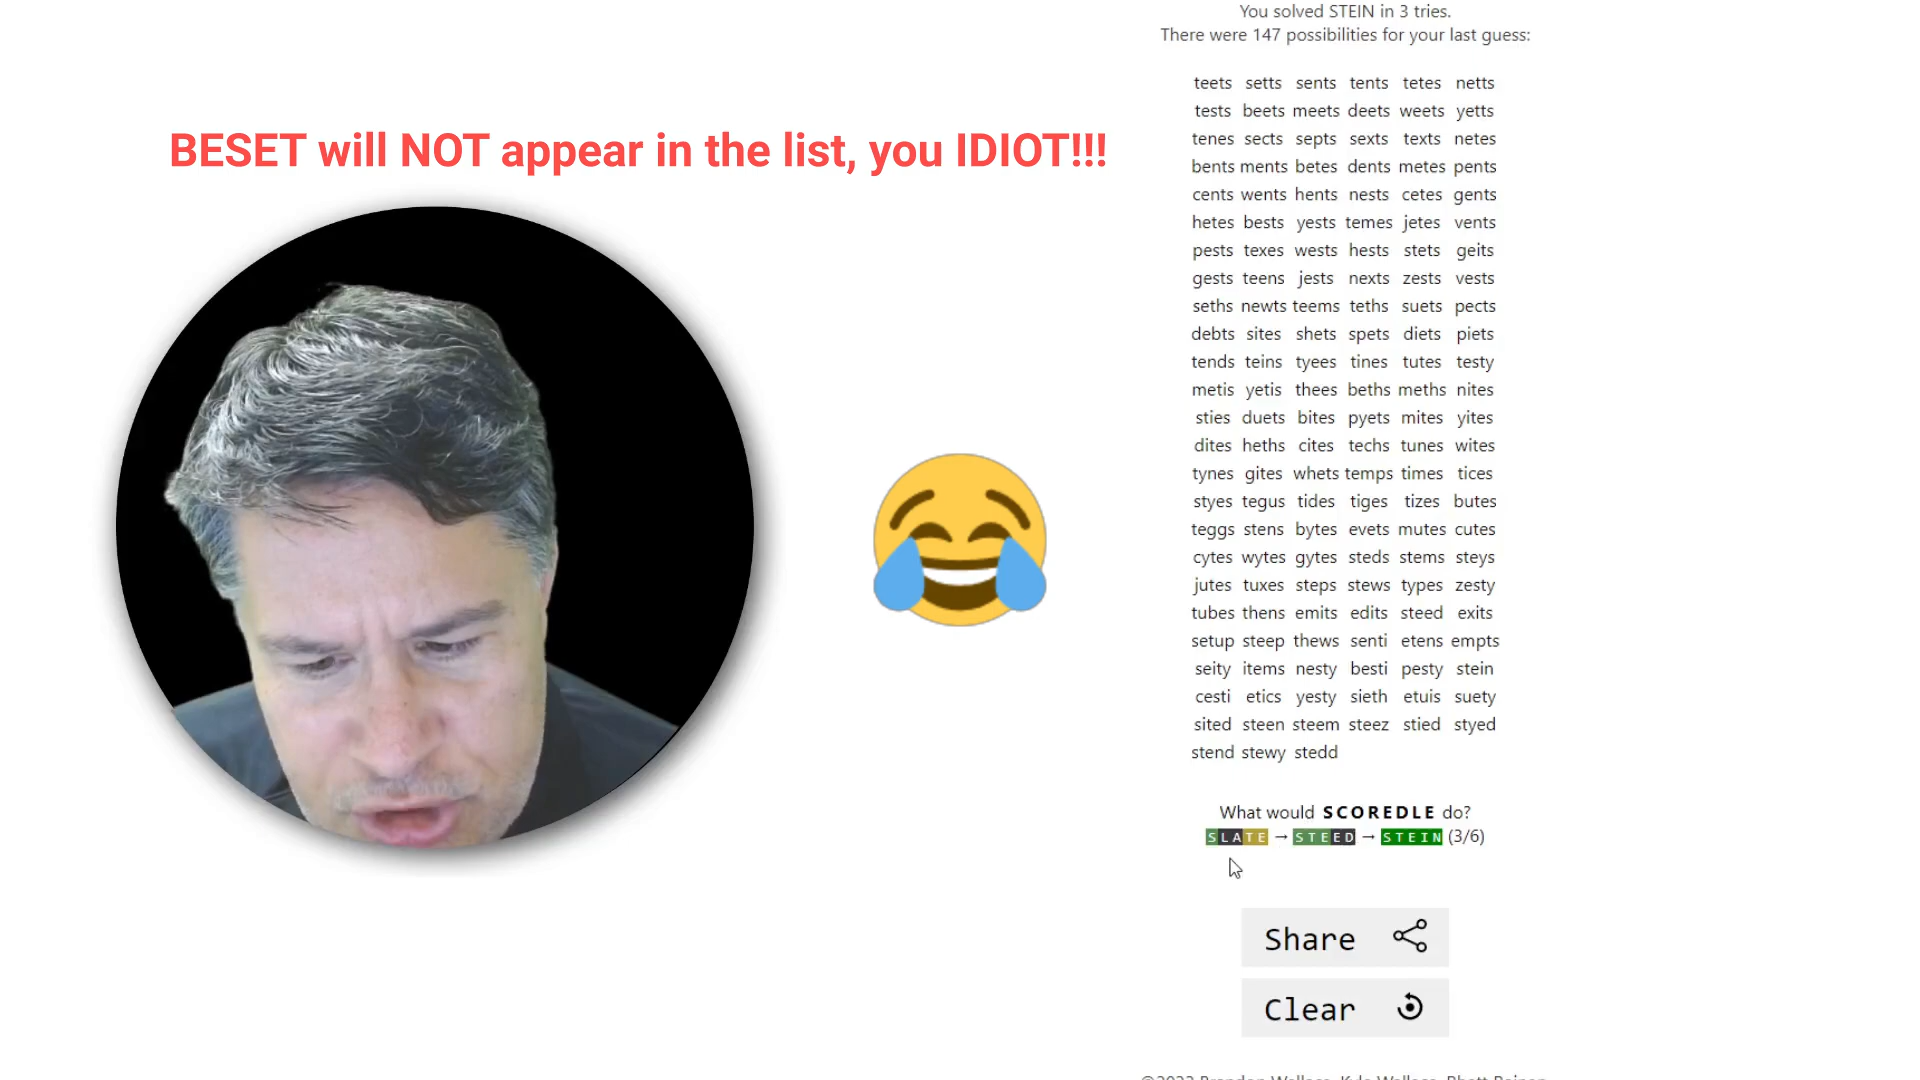 You solved STEIN in 3 tries.
There were 147 possibilities for your last guess:
BESET will NOT appear in the list, you IDIOT!!!
teets setts sents tents tetes netts
tests beets meets deets weets yetts
tenes sects septs sexts texts netes
bents ments betes dents metes pents
cents wents hents nests cetes gents
hetes bests yests temes jetes vents
pests texes wests hests stets geits
gests teens jests nexts zests vests
seths newts teems teths suets pects
debts sites shets spets diets piets
tends teins tyees tines tutes testy
metis yetis thees beths meths nites
sties duets bites pyets mites yites
dites heths cites techs tunes wites
tynes gites whets temps times tices
styes tegus tides tiges tizes butes
teggs stens bytes evets mutes cutes
cytes wytes gytes steds stems steys
jutes tuxes steps stews types zesty
tubes thens emits edits steed exits
setup steep thews senti etens empts
seity items nesty besti pesty stein
cesti etics yesty sieth etuis suety
sited steen steem steez stied styed
stend stewy stedd
What would SCOREDLE do?
SLATE → STEED → STEIN (3/6)
Share
Clear